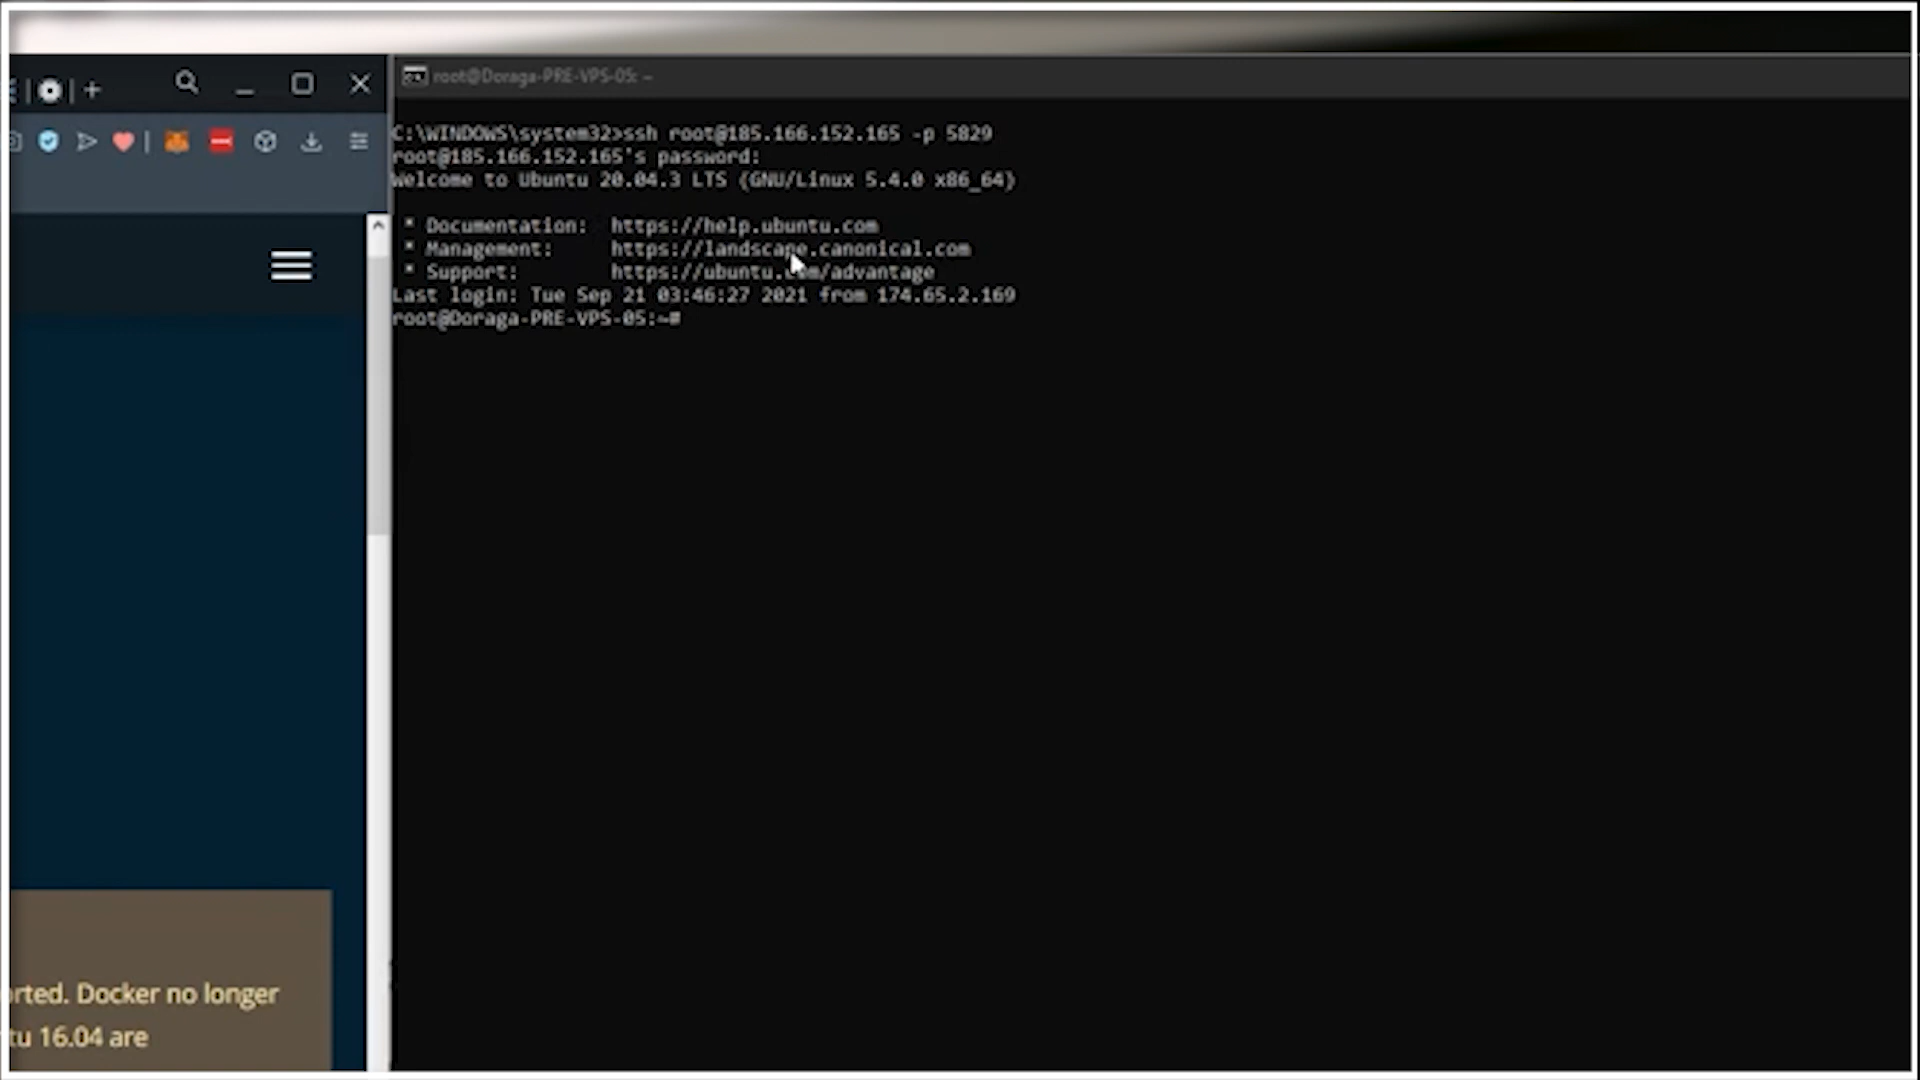 root@Doraga-PRE-VPS-05: ~
C:\WINDOWS\system32>ssh root@185.166.152.165 -p 5829
root@185.166.152.165's password:
Welcome to Ubuntu 20.04.3 LTS (GNU/Linux 5.4.0 x86_64)
* Documentation: https://help.ubuntu.com
* Management: https://landscape.canonical.com
* Support: https://ubuntu.com/advantage
Last login: Tue Sep 21 03:46:27 2021 from 174.65.2.169
root@Doraga-PRE-VPS-05:~#
rted. Docker no longer
tu 16.04 are